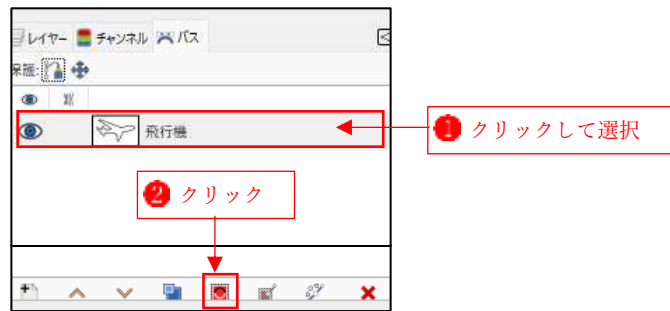 レイヤー チャンネル パス
保護:
飛行機
❶ クリックして選択
❷ クリック